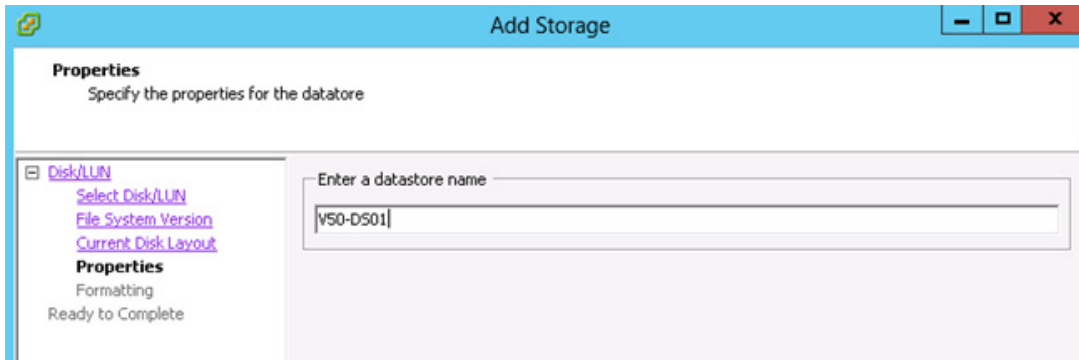 Add Storage
Properties
Specify the properties for the datatore
Disk/LUN
Select Disk/LUN
File System Version
Current Disk Layout
Properties
Formatting
Ready to Complete
Enter a datastore name
V50-DS01